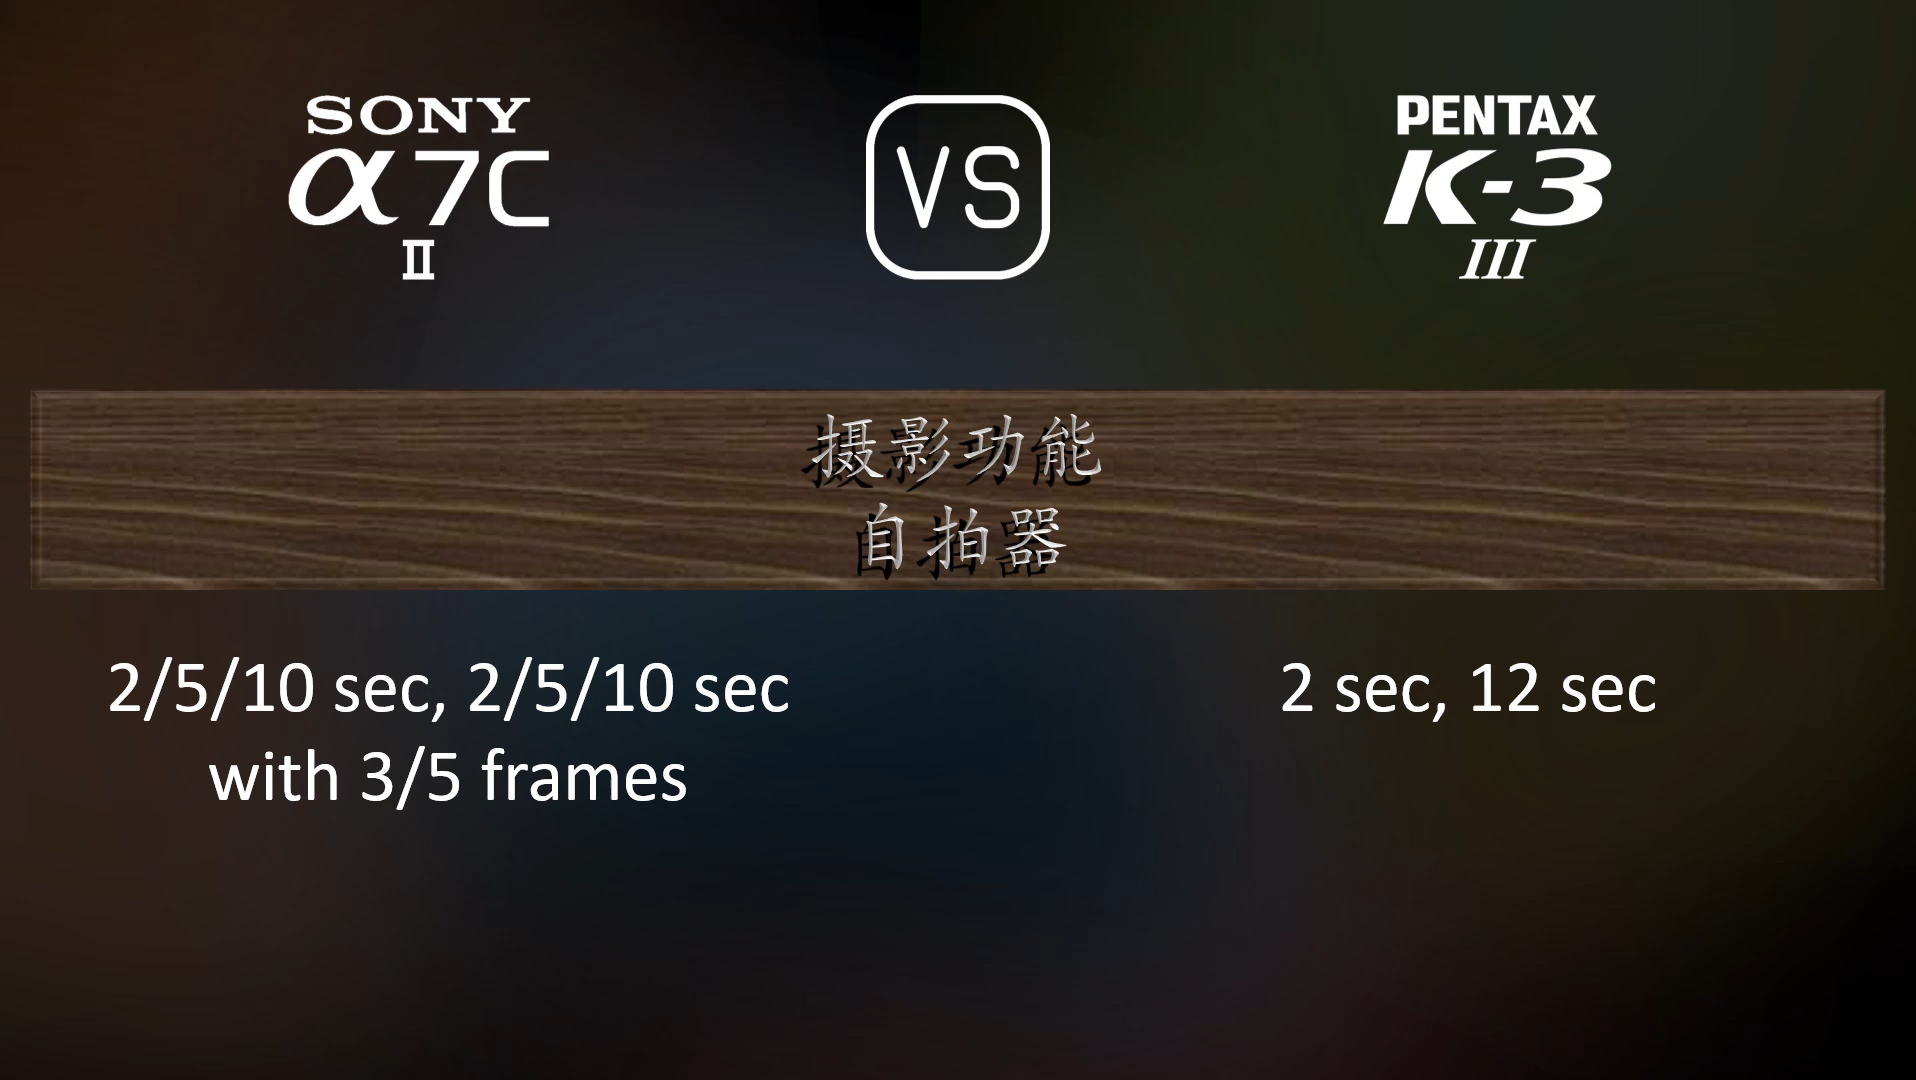 SONY
α7C
II
VS
PENTAX
K-3
III
摄影功能
自拍器
2/5/10 sec, 2/5/10 sec
with 3/5 frames
2 sec, 12 sec